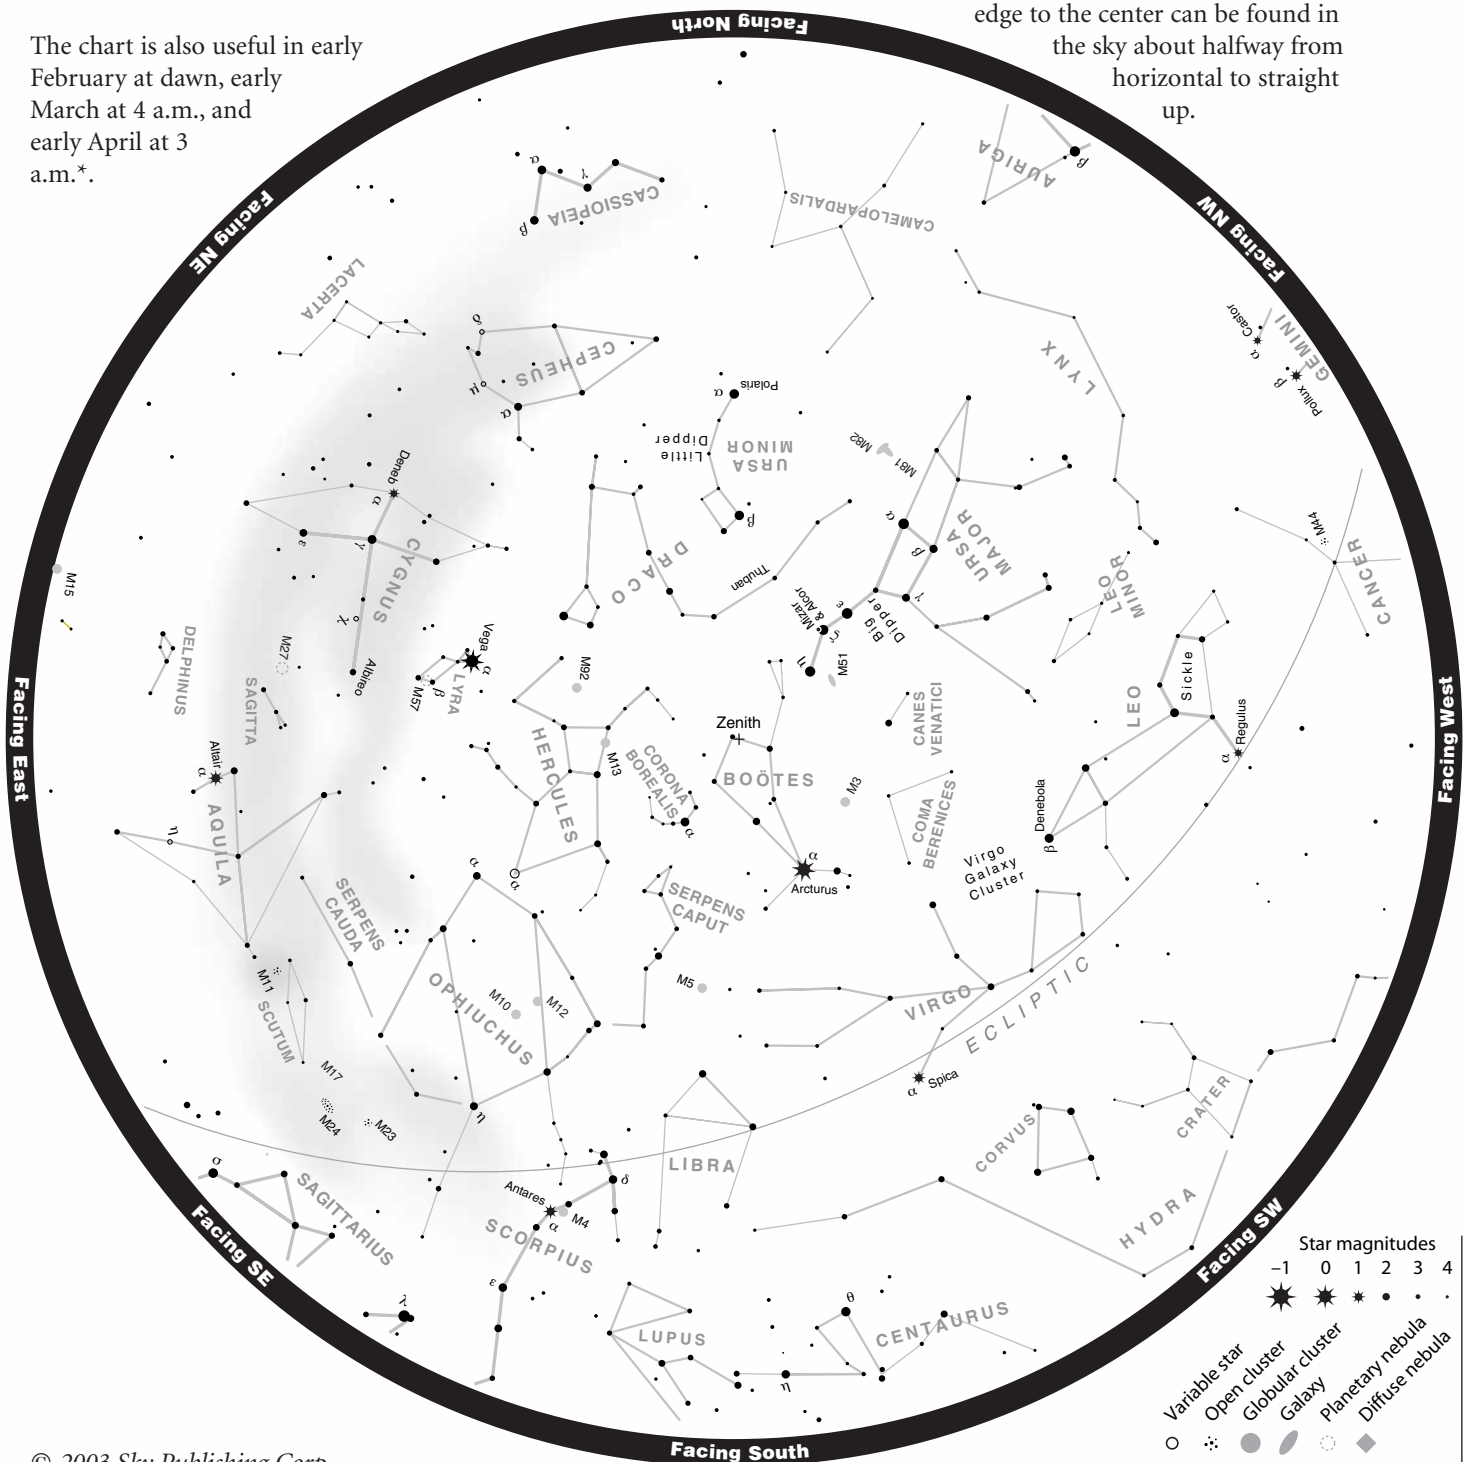 The chart is also useful in early
February at dawn, early
March at 4 a.m., and
early April at 3
a.m.*.
edge to the center can be found in
the sky about halfway from
horizontal to straight
up.
Facing North
Facing NE
Facing NW
Facing East
Facing West
Facing SE
Facing SW
Facing South
CASSIOPEIA
α
γ
β
CAMELOPARDALIS
AURIGA
β
LACERTA
CEPHEUS
δ
μ
α
Polaris
α
Little
Dipper
URSA
MINOR
β
LYNX
Castor
α
GEMINI
β
Pollux
M82
M81
Deneb
α
γ
ε
CYGNUS
χ
Albireo
DRACO
Thuban
URSA
MAJOR
α
β
γ
ε
ζ
η
Mizar
& Alcor
Big
Dipper
M51
LEO
MINOR
M44
CANCER
M15
DELPHINUS
M27
SAGITTA
Vega
α
β
LYRA
M57
M92
HERCULES
M13
α
CORONA
BOREALIS
α
Zenith
BOÖTES
M3
α
Arcturus
CANES
VENATICI
COMA
BERENICES
LEO
Sickle
Regulus
α
Denebola
β
Virgo
Galaxy
Cluster
Altair
α
η
AQUILA
SERPENS
CAUDA
α
SERPENS
CAPUT
M5
M11
SCUTUM
OPHIUCHUS
M10
M12
η
VIRGO
ECLIPTIC
α
Spica
M17
M24
M23
LIBRA
CORVUS
CRATER
HYDRA
σ
SAGITTARIUS
Antares
α
M4
δ
SCORPIUS
ε
λ
LUPUS
θ
CENTAURUS
η
Star magnitudes
–1 0 1 2 3 4
Variable star
Open cluster
Globular cluster
Galaxy
Planetary nebula
Diffuse nebula
© 2003 Sky Publishing Corp.